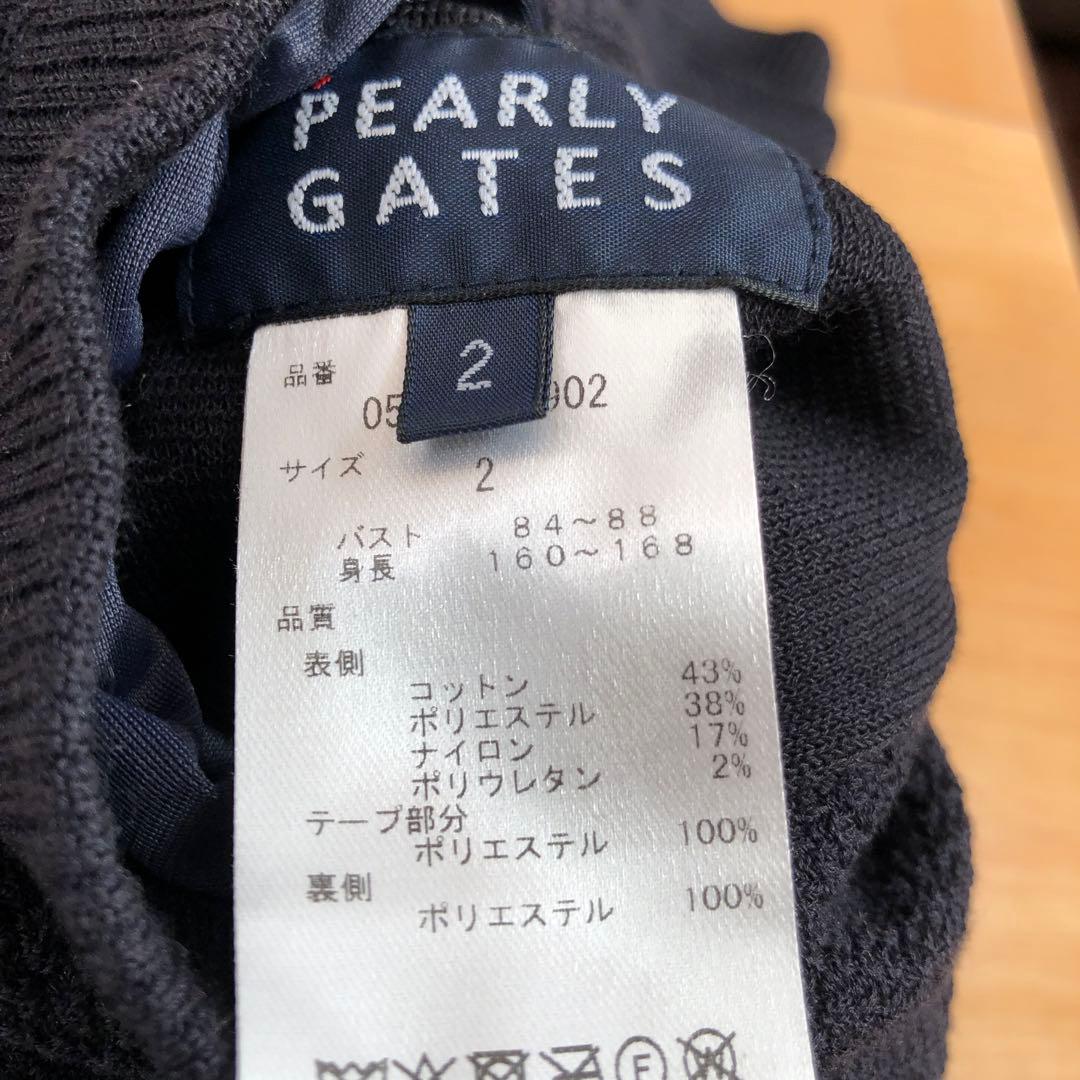 PEARLY
GATES
2
品番
05 902
サイズ 2
バスト 84~88
身長 160~168
品質
表側
コットン 43%
ポリエステル 38%
ナイロン 17%
ポリウレタン 2%
テープ部分
ポリエステル 100%
裏側
ポリエステル 100%
F W